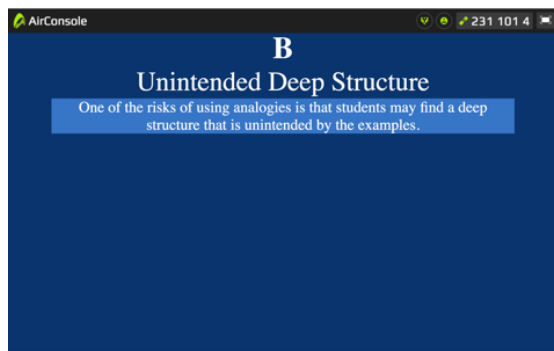 AirConsole
231 101 4
B
Unintended Deep Structure
One of the risks of using analogies is that students may find a deep
structure that is unintended by the examples.